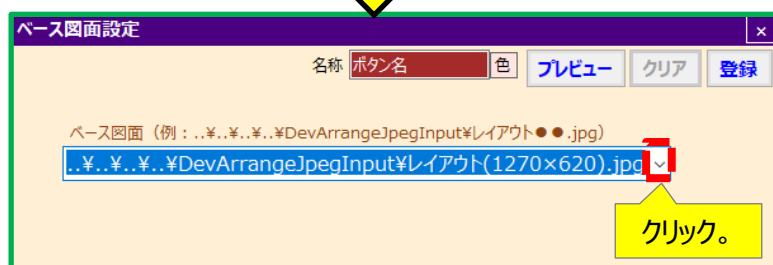 ベース図面設定
×
名称 ボタン名 色 プレビュー クリア 登録
ベース図面（例：..¥..¥..¥..¥DevArrangeJpegInput¥レイアウト●●.jpg）
..¥..¥..¥..¥DevArrangeJpegInput¥レイアウト(1270×620).jpg
クリック。